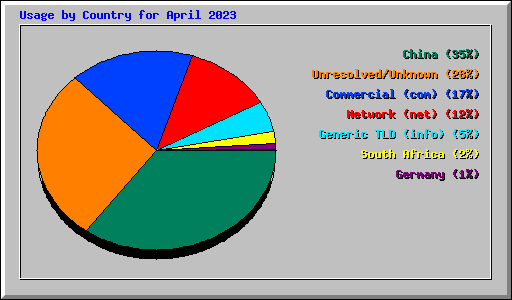 Usage by Country for April 2023
China (35%)
Unresolved/Unknown (28%)
Commercial (com) (17%)
Network (net) (12%)
Generic TLD (info) (5%)
South Africa (2%)
Germany (1%)